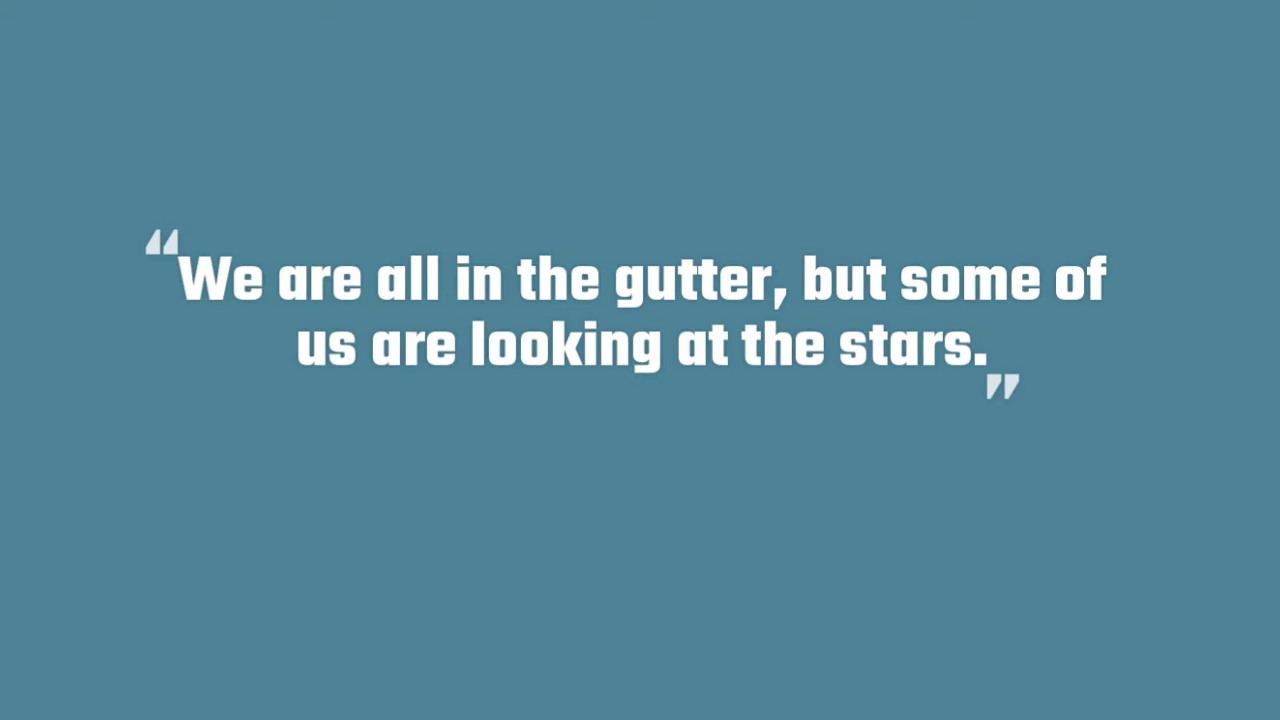 “We are all in the gutter, but some of
us are looking at the stars.”